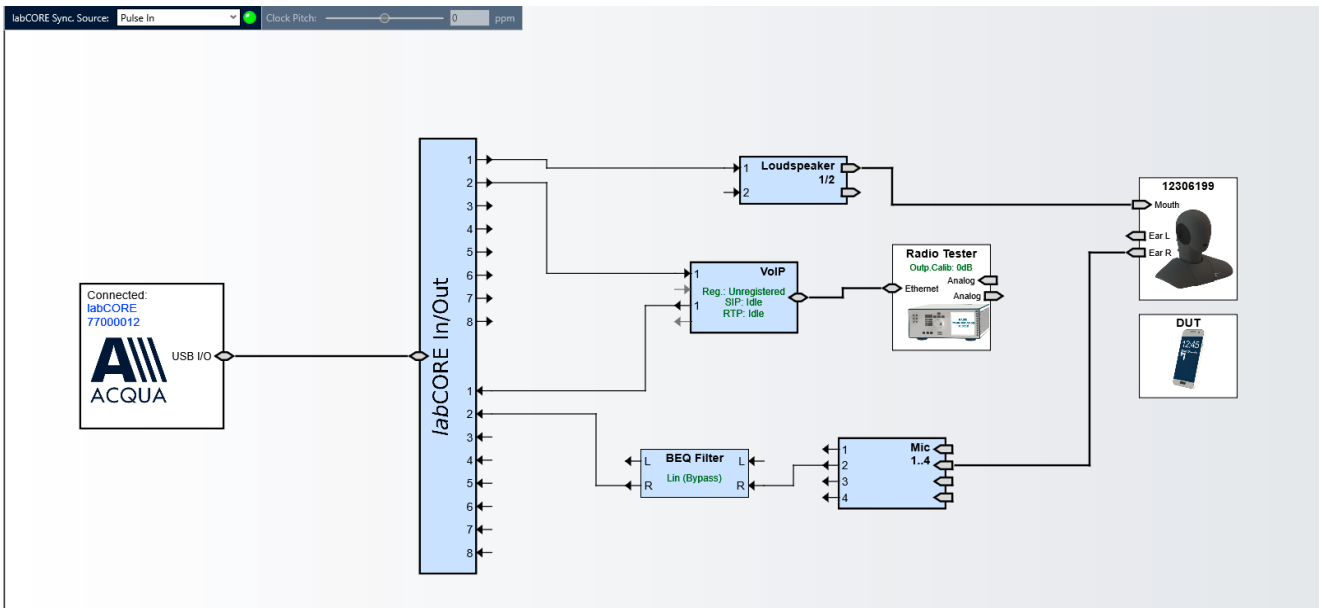 labCORE Sync. Source: Pulse In Clock Pitch: 0 ppm
Connected:
labCORE
77000012
USB I/O
ACQUA
labCORE In/Out
1
2
3
4
5
6
7
8
1
2
3
4
5
6
7
8
Loudspeaker
1/2
1
2
VoIP
1
Reg.: Unregistered
SIP: Idle
1
RTP: Idle
Radio Tester
Outp.Calib: 0dB
Analog
Ethernet
Analog
12306199
Mouth
Ear L
Ear R
DUT
12:45
BEQ Filter
L L
Lin (Bypass)
R R
Mic
1..4
1
2
3
4